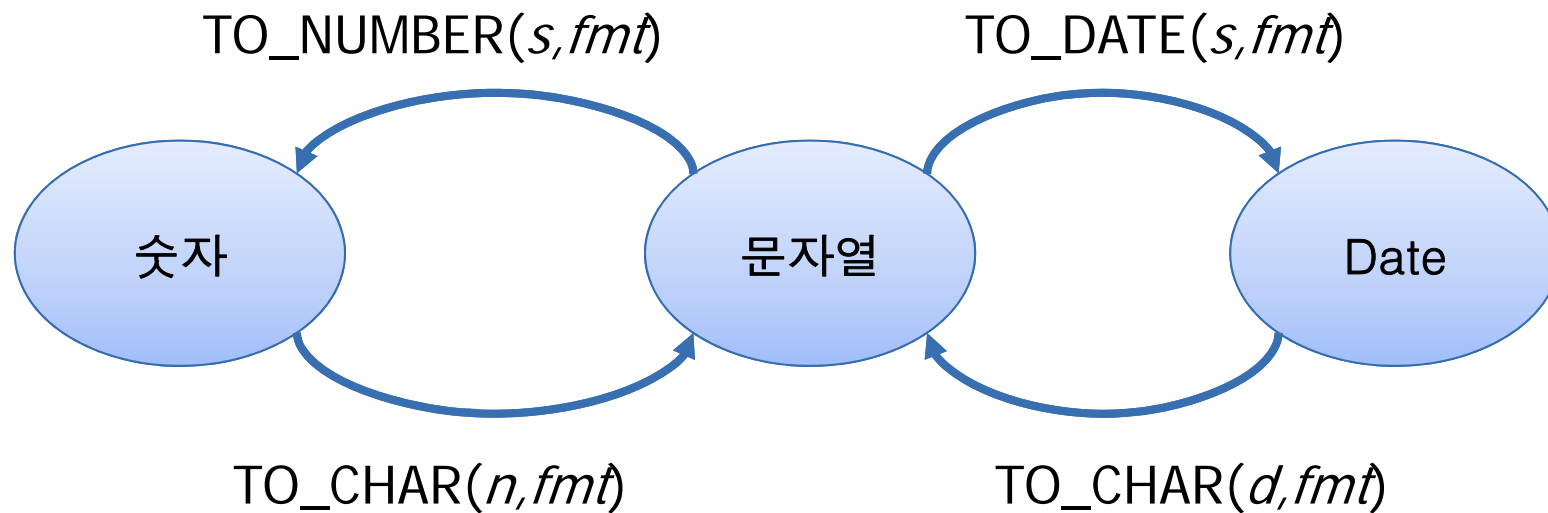 TO_NUMBER(s,fmt) TO_DATE(s,fmt)
숫자 문자열 Date
TO_CHAR(n,fmt) TO_CHAR(d,fmt)